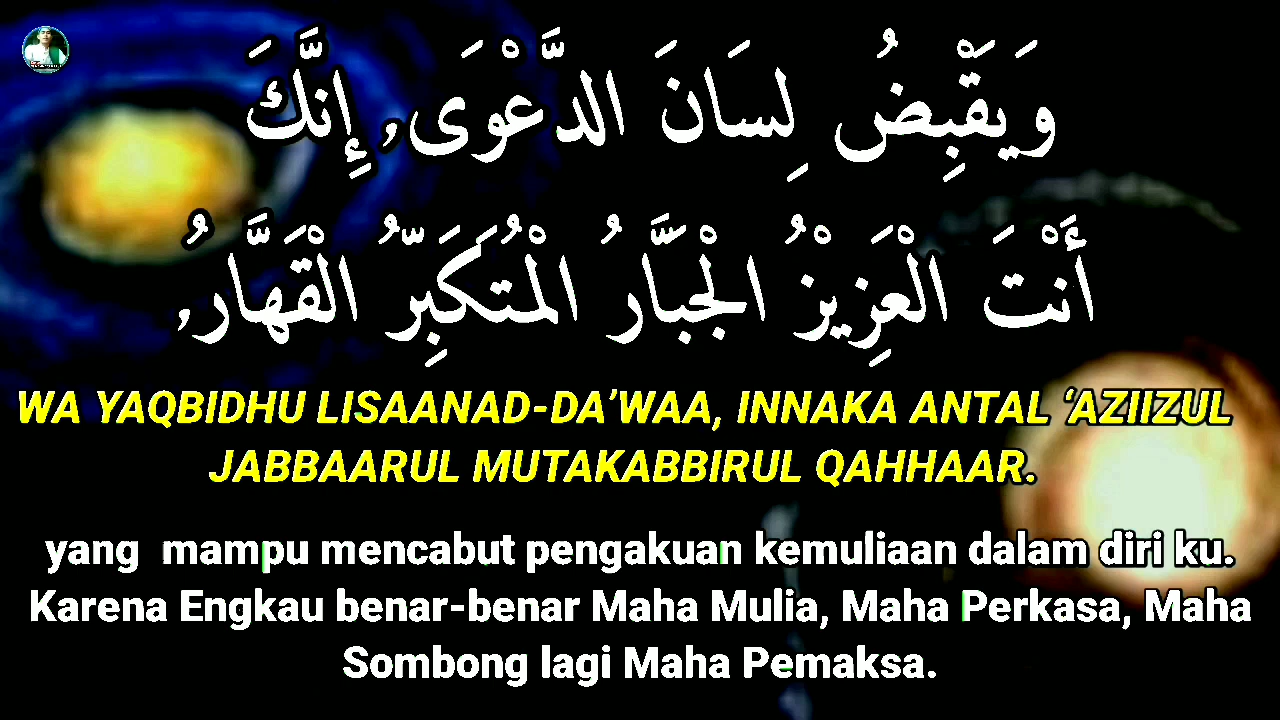 وَيَقْبِضُ لِسَانَ الدَّعْوَى, إِنَّكَ
أَنْتَ الْعَزِيزُ الْجَبَّارُ الْمُتَكَبِّرُ الْقَهَّارُ,
WA YAQBIDHU LISAANAD-DA’WAA, INNAKA ANTAL ‘AZIIZUL
JABBAARUL MUTAKABBIRUL QAHHAAR.
yang mampu mencabut pengakuan kemuliaan dalam diri ku.
Karena Engkau benar-benar Maha Mulia, Maha Perkasa, Maha
Sombong lagi Maha Pemaksa.